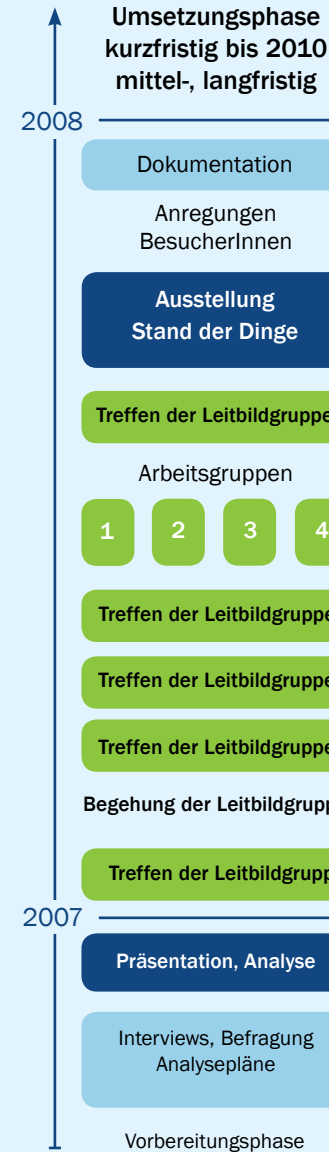 Umsetzungsphase
kurzfristig bis 2010
mittel-, langfristig
2008
Dokumentation
Anregungen
BesucherInnen
Ausstellung
Stand der Dinge
Treffen der Leitbildgruppe
Arbeitsgruppen
1 2 3 4
Treffen der Leitbildgruppe
Treffen der Leitbildgruppe
Treffen der Leitbildgruppe
Begehung der Leitbildgrupp
Treffen der Leitbildgrupp
2007
Präsentation, Analyse
Interviews, Befragung
Analysepläne
Vorbereitungsphase